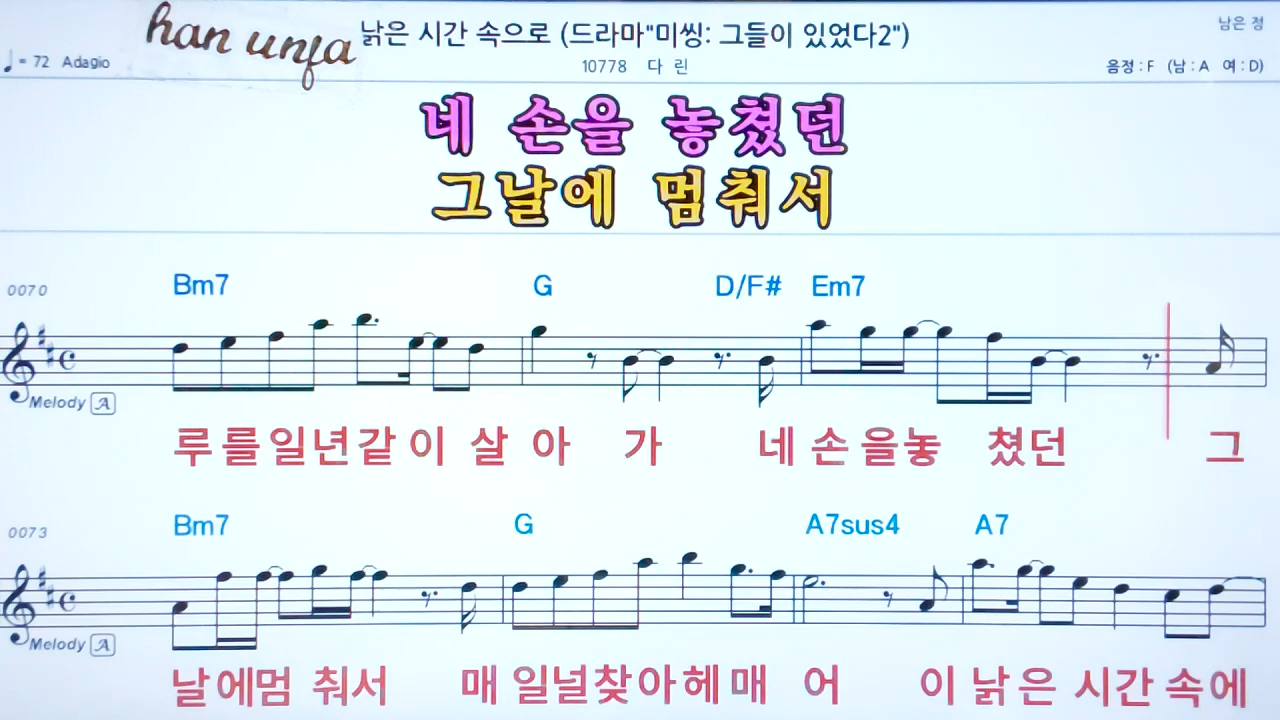 han unfa
낡은 시간 속으로 (드라마"미씽: 그들이 있었다2")
남은 정
♩= 72 Adagio
10778 다 린
음정 : F (남 : A 여 : D)
네 손을 놓쳤던
그날에 멈춰서
0070
Bm7 G D/F# Em7
Melody A
루 를 일 년 같 이 살 아 가 네 손 을 놓 쳤 던 그
0073
Bm7 G A7sus4 A7
Melody A
날 에 멈 춰 서 매 일 널 찾 아 헤 매 어 이 낡 은 시 간 속 에